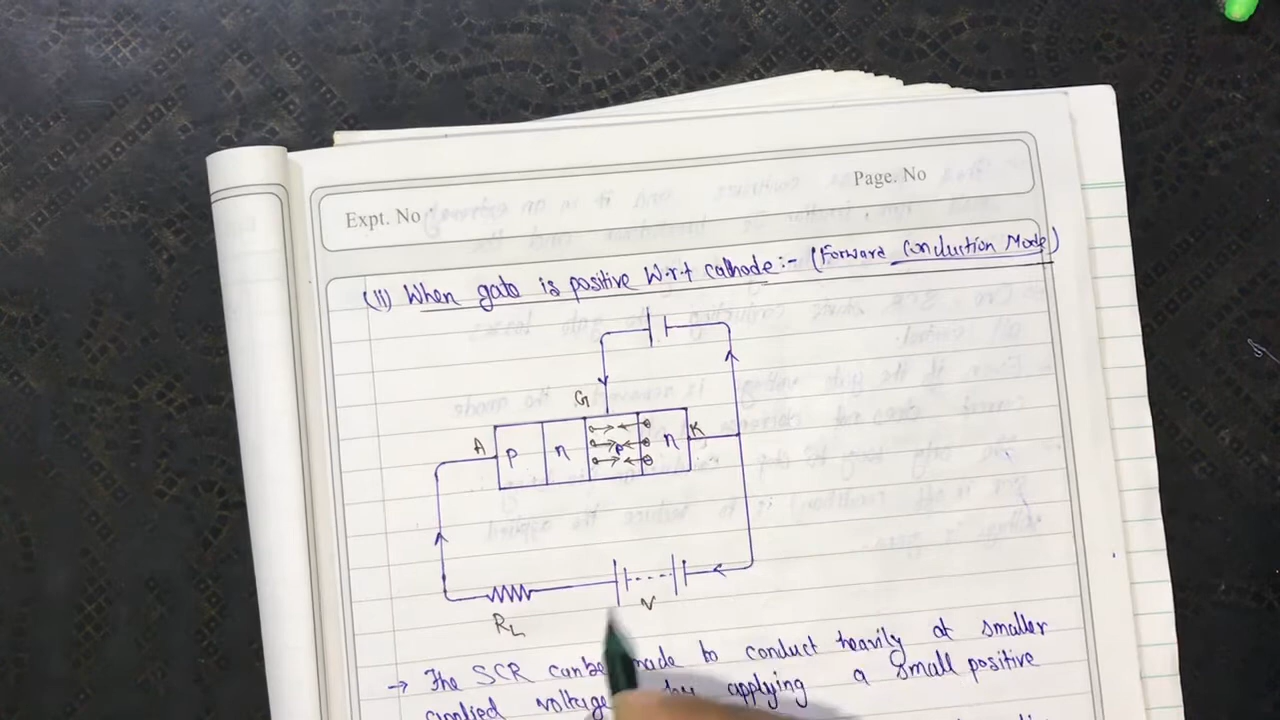 Expt. No
Page. No
(II) When gate is positive w.r.t cathode:- (Forward Conduction Mode)
G
A
p n p n
K
V
RL
→ The SCR can be made to conduct heavily at smaller
applied voltage by applying a small positive